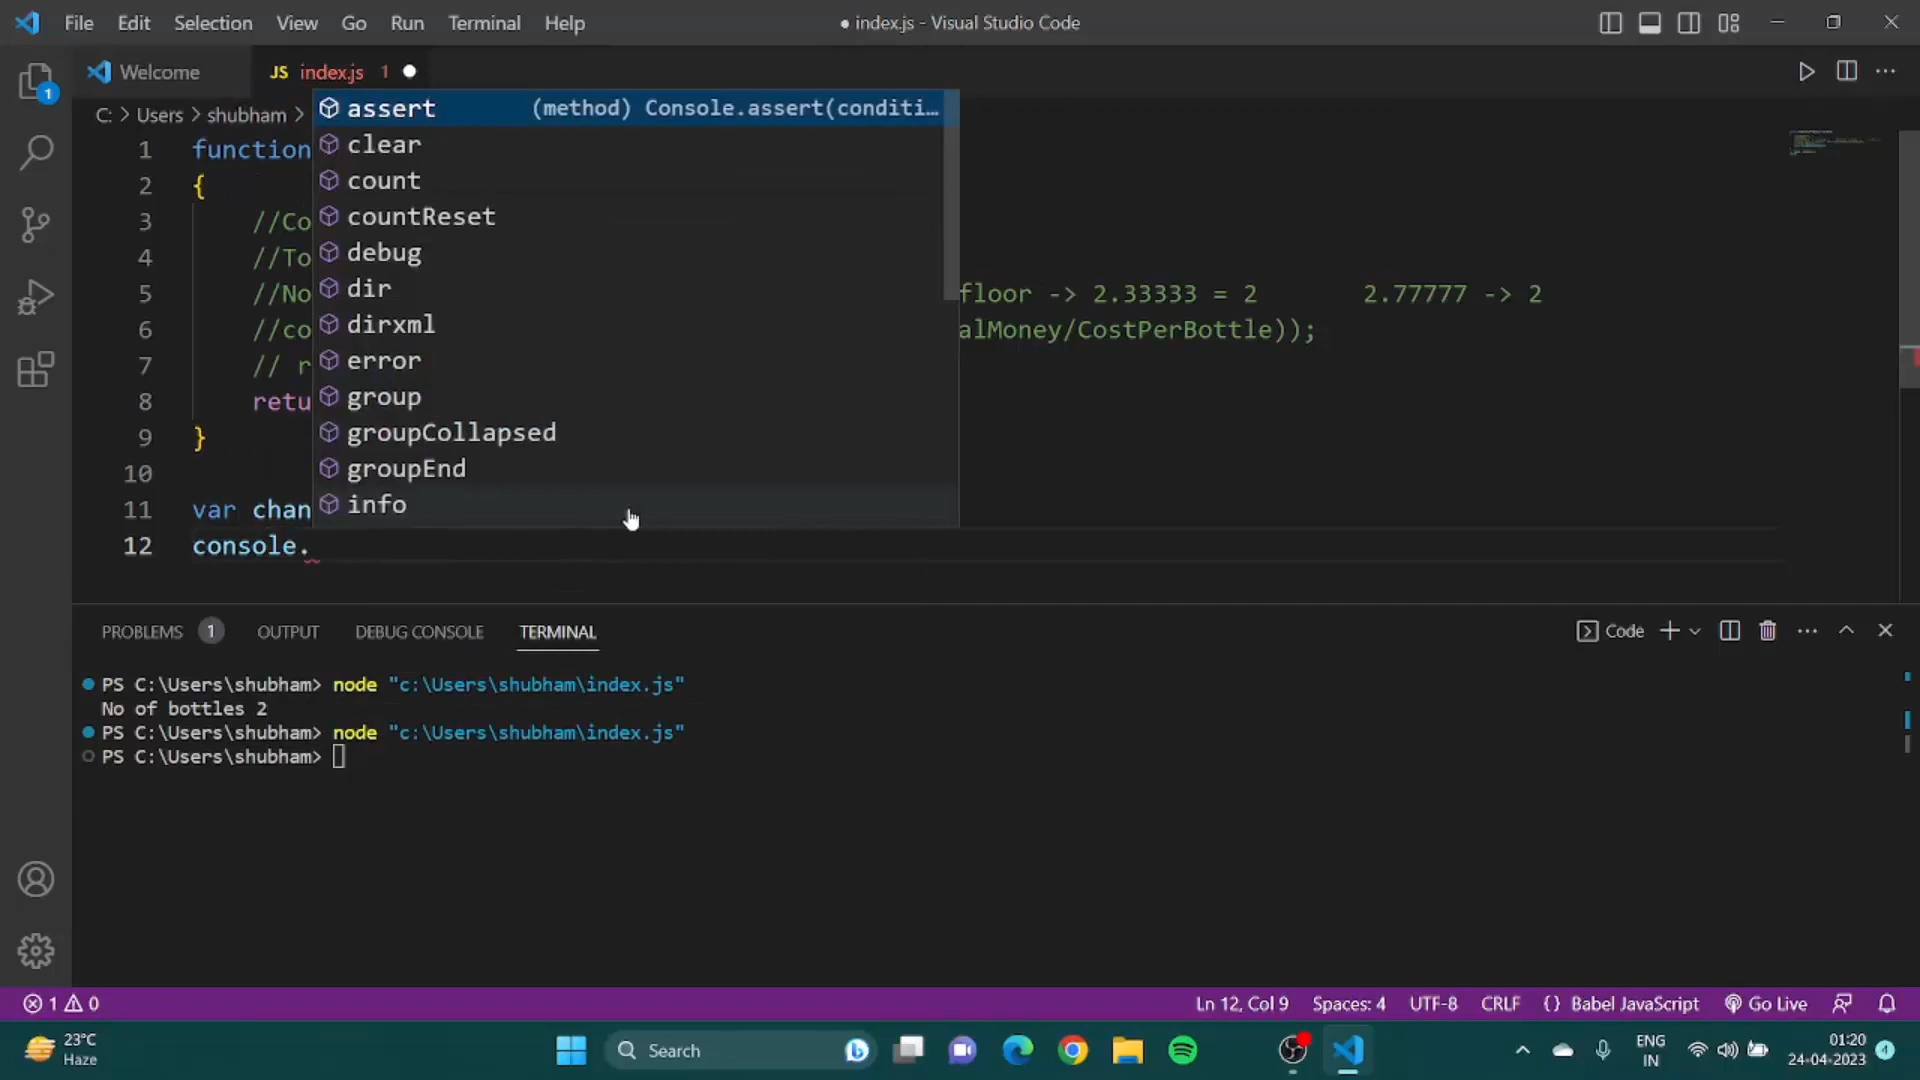 File Edit Selection View Go Run Terminal Help ● index.js - Visual Studio Code
Welcome JS index.js 1
1
C: > Users > shubham >
assert (method) Console.assert(conditi…
clear
count
countReset
debug
dir
dirxml
error
group
groupCollapsed
groupEnd
info
1 function
2 {
3 //Co
4 //To
5 //No floor -> 2.33333 = 2 2.77777 -> 2
6 //co alMoney/CostPerBottle));
7 // r
8 retu
9 }
10
11 var chan
12 console.
PROBLEMS 1 OUTPUT DEBUG CONSOLE TERMINAL Code
PS C:\Users\shubham> node "c:\Users\shubham\index.js"
No of bottles 2
PS C:\Users\shubham> node "c:\Users\shubham\index.js"
PS C:\Users\shubham>
1 0 Ln 12, Col 9 Spaces: 4 UTF-8 CRLF {} Babel JavaScript Go Live
23°C
Haze
Search
ENG
IN
01:20
24-04-2023
4